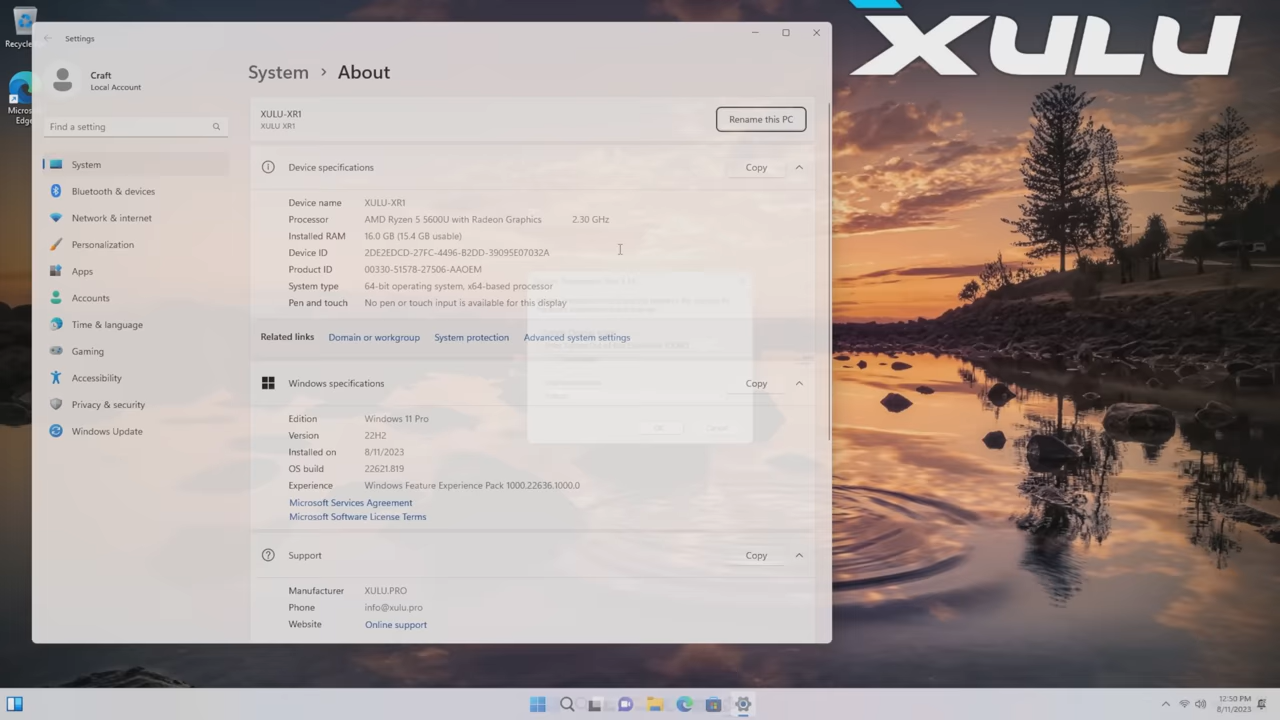 Recycle
Micros
Edge
XULU
Settings
Craft
Local Account
Find a setting
System
Bluetooth & devices
Network & internet
Personalization
Apps
Accounts
Time & language
Gaming
Accessibility
Privacy & security
Windows Update
System > About
XULU-XR1
XULU XR1
Rename this PC
Device specifications
Copy
Device name XULU-XR1
Processor AMD Ryzen 5 5600U with Radeon Graphics 2.30 GHz
Installed RAM 16.0 GB (15.4 GB usable)
Device ID 2DE2EDCD-27FC-4496-B2DD-39095E07032A
Product ID 00330-51578-27506-AAOEM
System type 64-bit operating system, x64-based processor
Pen and touch No pen or touch input is available for this display
Related links Domain or workgroup System protection Advanced system settings
Windows specifications
Copy
Edition Windows 11 Pro
Version 22H2
Installed on 8/11/2023
OS build 22621.819
Experience Windows Feature Experience Pack 1000.22636.1000.0
Microsoft Services Agreement
Microsoft Software License Terms
Support
Copy
Manufacturer XULU.PRO
Phone info@xulu.pro
Website Online support
12:50 PM
8/11/2023